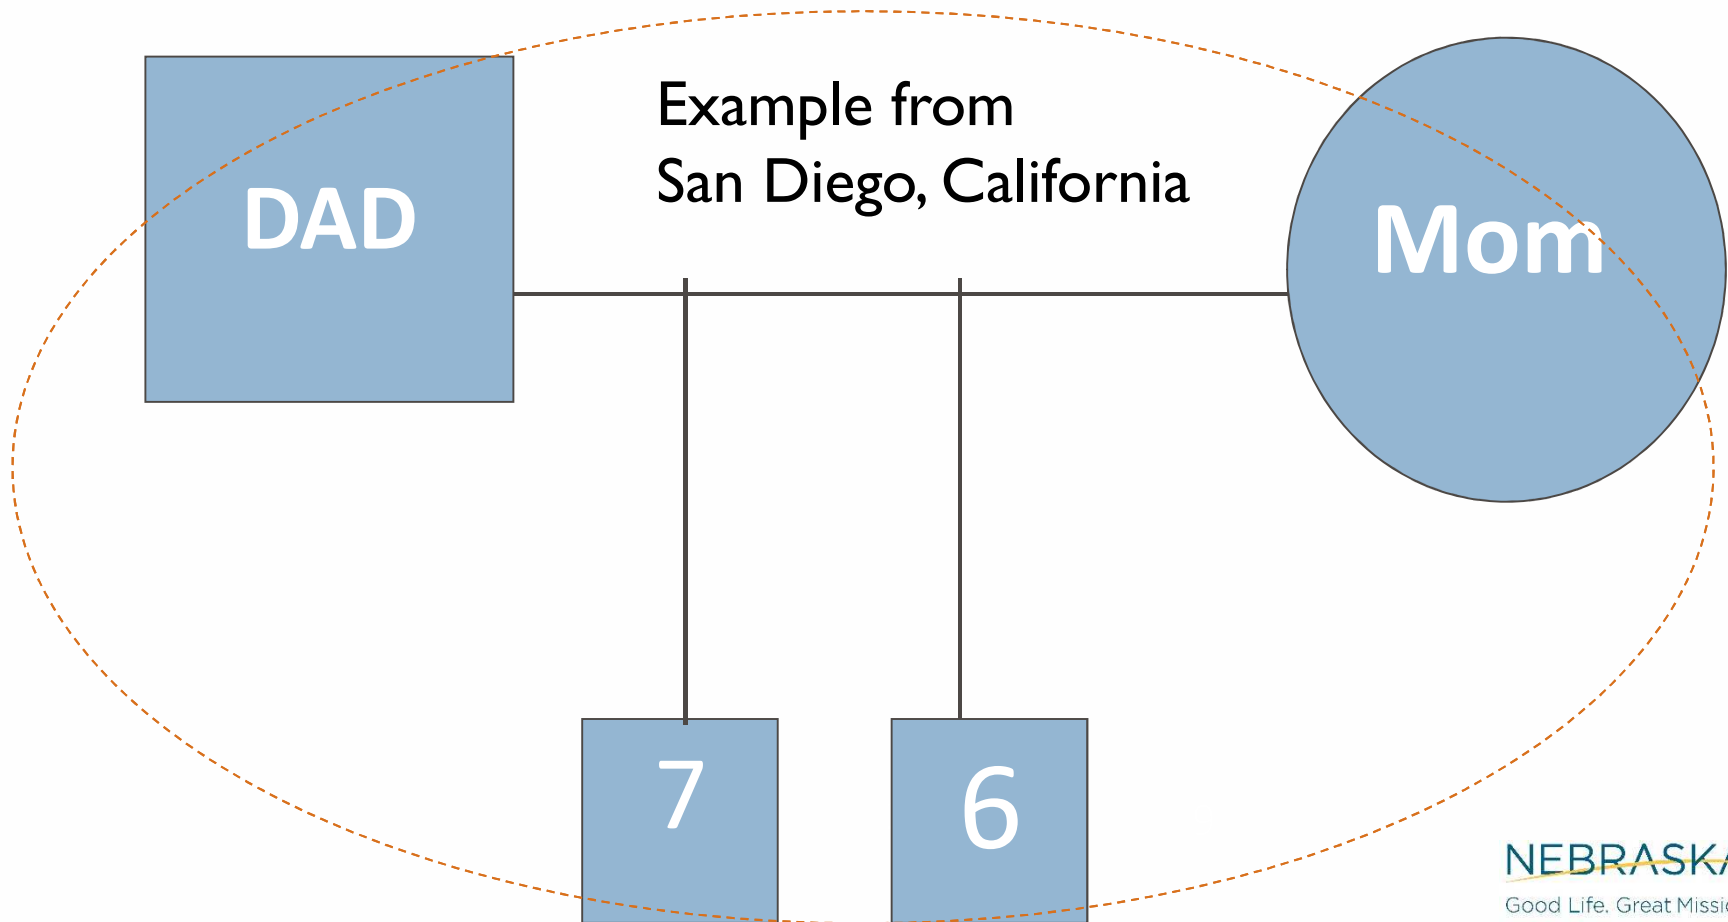 Example from
San Diego, California
DAD
Mom
7
6
NEBRASKA
Good Life. Great